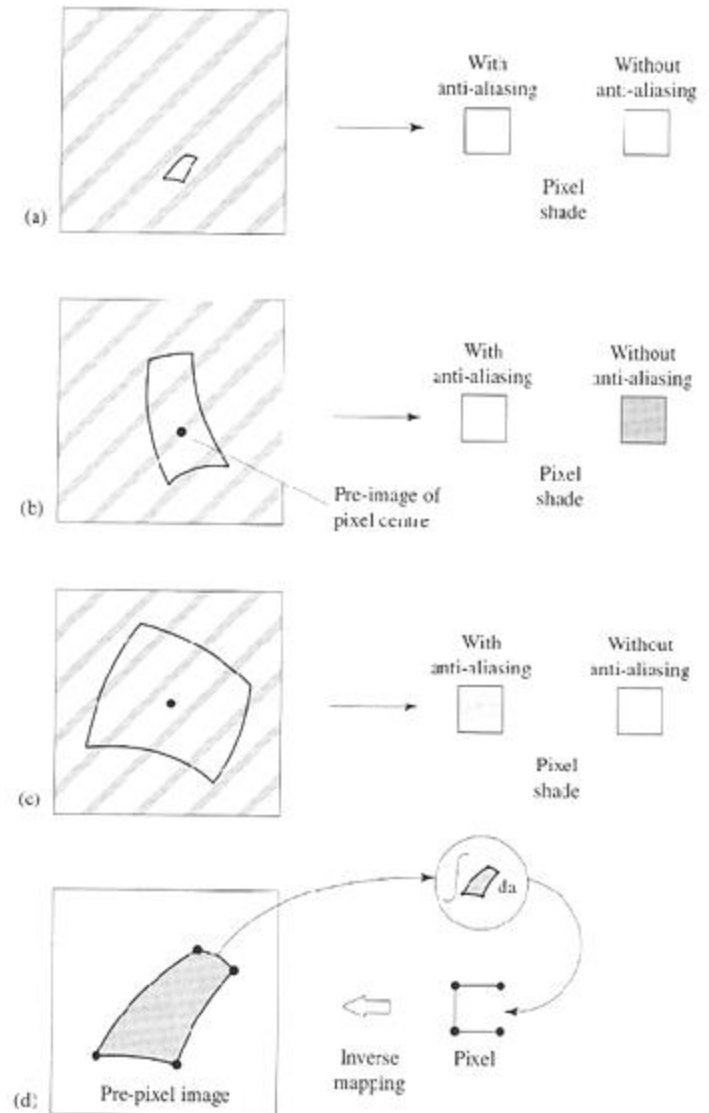 With
anti-aliasing
Without
ant:-aliasing
Pixel
shade
(a)
With
anti-aliasing
Without
anti-aliasing
Pixel
shade
Pre-image of
pixel centre
(b)
With
anti-aliasing
Without
anti-aliasing
Pixel
shade
(c)
∫ da
Inverse
mapping
Pixel
Pre-pixel image
(d)